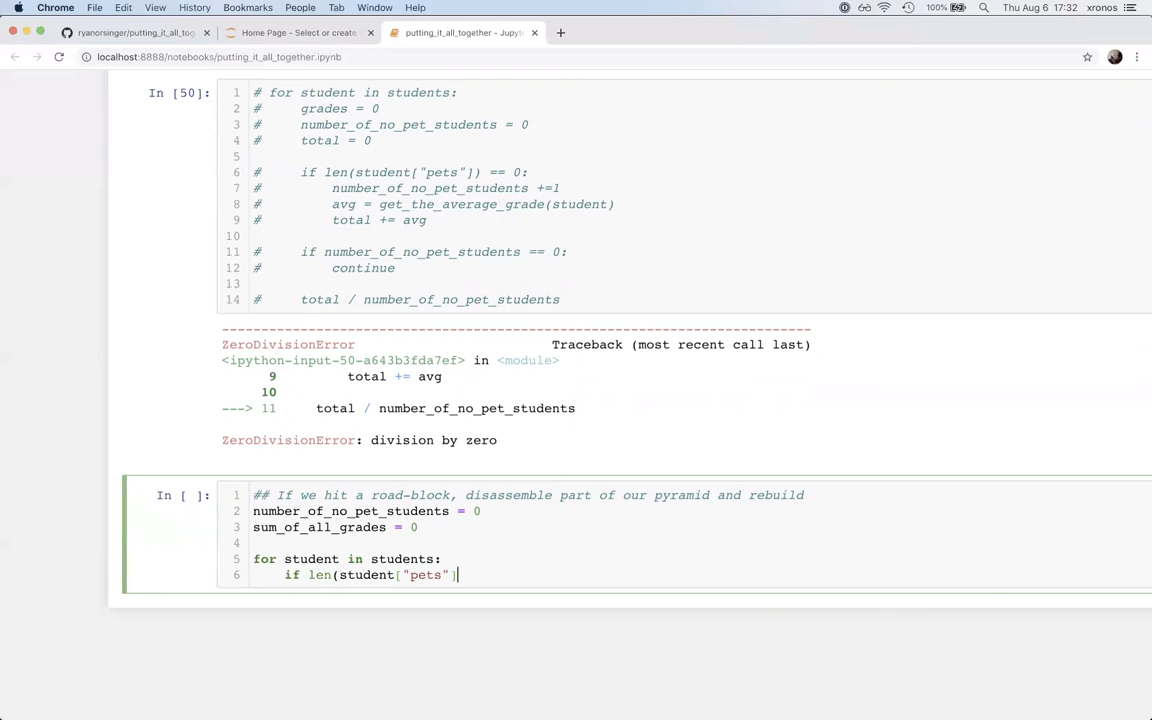 Chrome File Edit View History Bookmarks People Tab Window Help 100% Thu Aug 6 17:32 xronos
ryanorsinger/putting_it_all_tog × Home Page - Select or create × putting_it_all_together - Jupyt × +
localhost:8888/notebooks/putting_it_all_together.ipynb
In [50]: 1 # for student in students:
2 #     grades = 0
3 #     number_of_no_pet_students = 0
4 #     total = 0
5
6 #     if len(student["pets"]) == 0:
7 #         number_of_no_pet_students +=1
8 #         avg = get_the_average_grade(student)
9 #         total += avg
10
11 #     if number_of_no_pet_students == 0:
12 #         continue
13
14 #     total / number_of_no_pet_students
---------------------------------------------------------------------------
ZeroDivisionError                         Traceback (most recent call last)
<ipython-input-50-a643b3fda7ef> in <module>
      9         total += avg
     10
---> 11     total / number_of_no_pet_students
ZeroDivisionError: division by zero
In [ ]: 1 ## If we hit a road-block, disassemble part of our pyramid and rebuild
2 number_of_no_pet_students = 0
3 sum_of_all_grades = 0
4
5 for student in students:
6     if len(student["pets"]